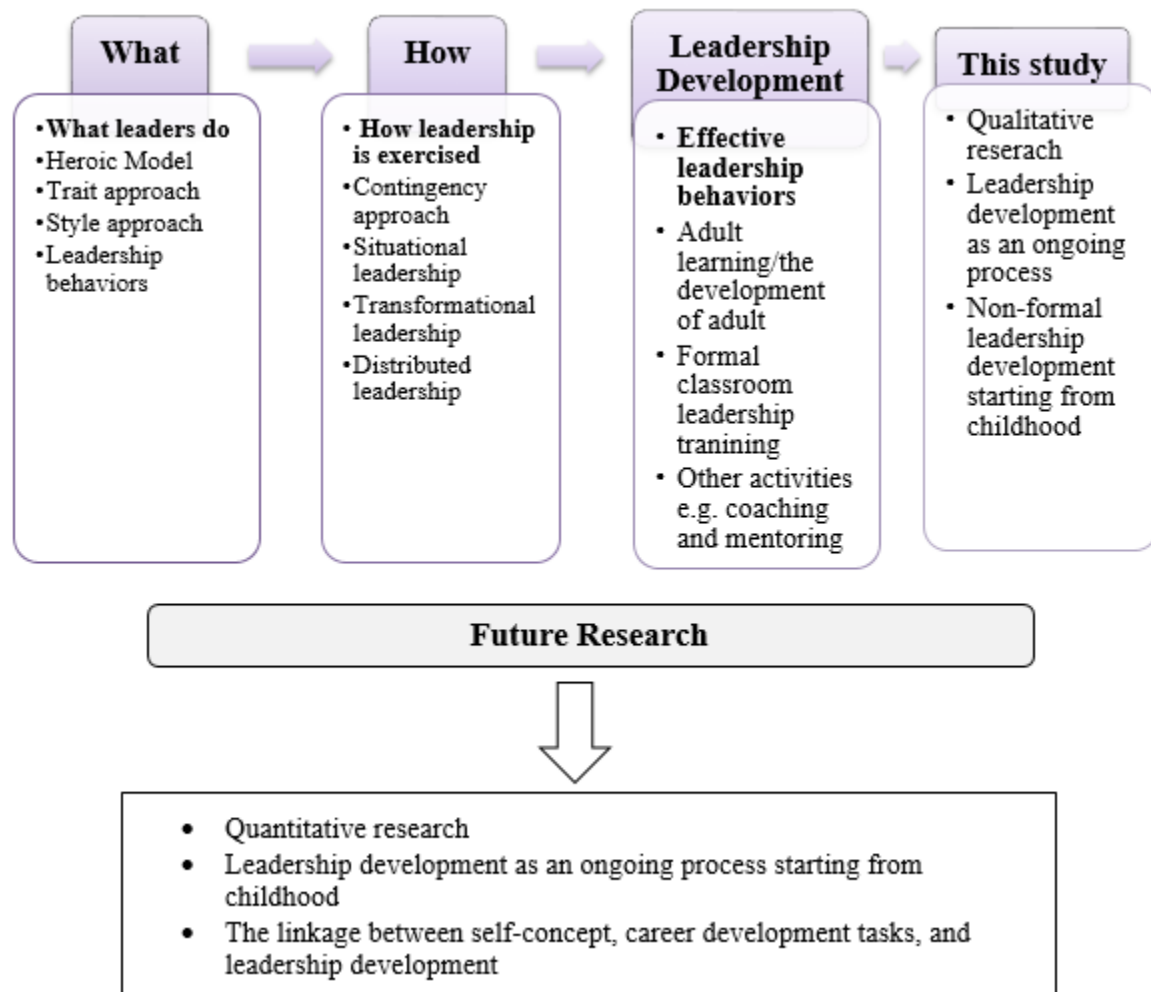 What
•What leaders do
•Heroic Model
•Trait approach
•Style approach
•Leadership
behaviors
How
• How leadership
is exercised
•Contingency
approach
•Situational
leadership
•Transformational
leadership
•Distributed
leadership
Leadership
Development
• Effective
leadership
behaviors
• Adult
learning/the
development
of adult
• Formal
classroom
leadership
tranining
• Other activities
e.g. coaching
and mentoring
This study
• Qualitative
reserach
• Leadership
development
as an ongoing
process
• Non-formal
leadership
development
starting from
childhood
Future Research
• Quantitative research
• Leadership development as an ongoing process starting from
childhood
• The linkage between self-concept, career development tasks, and
leadership development